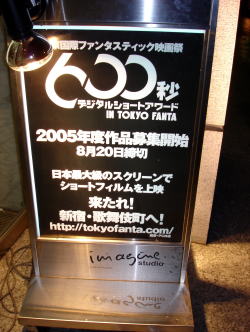 国際ファンタスティック映画祭
600秒
デジタルショートアワード
IN TOKYO FANTA
2005年度作品募集開始
8月20日締切
日本最大級のスクリーンで
ショートフィルムを上映
来たれ!
新宿・歌舞伎町へ!
http://tokyofanta.com/
imagine
studio